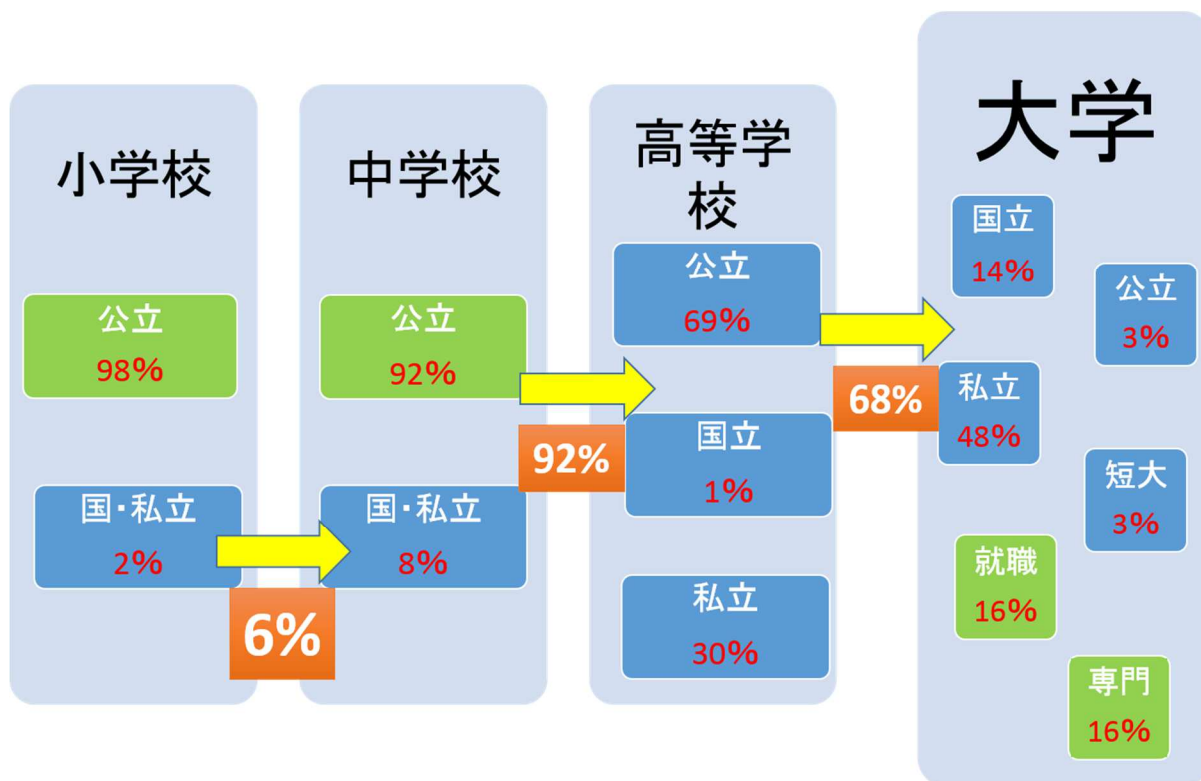 小学校
公立
98%
国・私立
2%
6%
中学校
公立
92%
国・私立
8%
92%
高等学
校
公立
69%
国立
1%
私立
30%
68%
大学
国立
14%
公立
3%
私立
48%
短大
3%
就職
16%
専門
16%